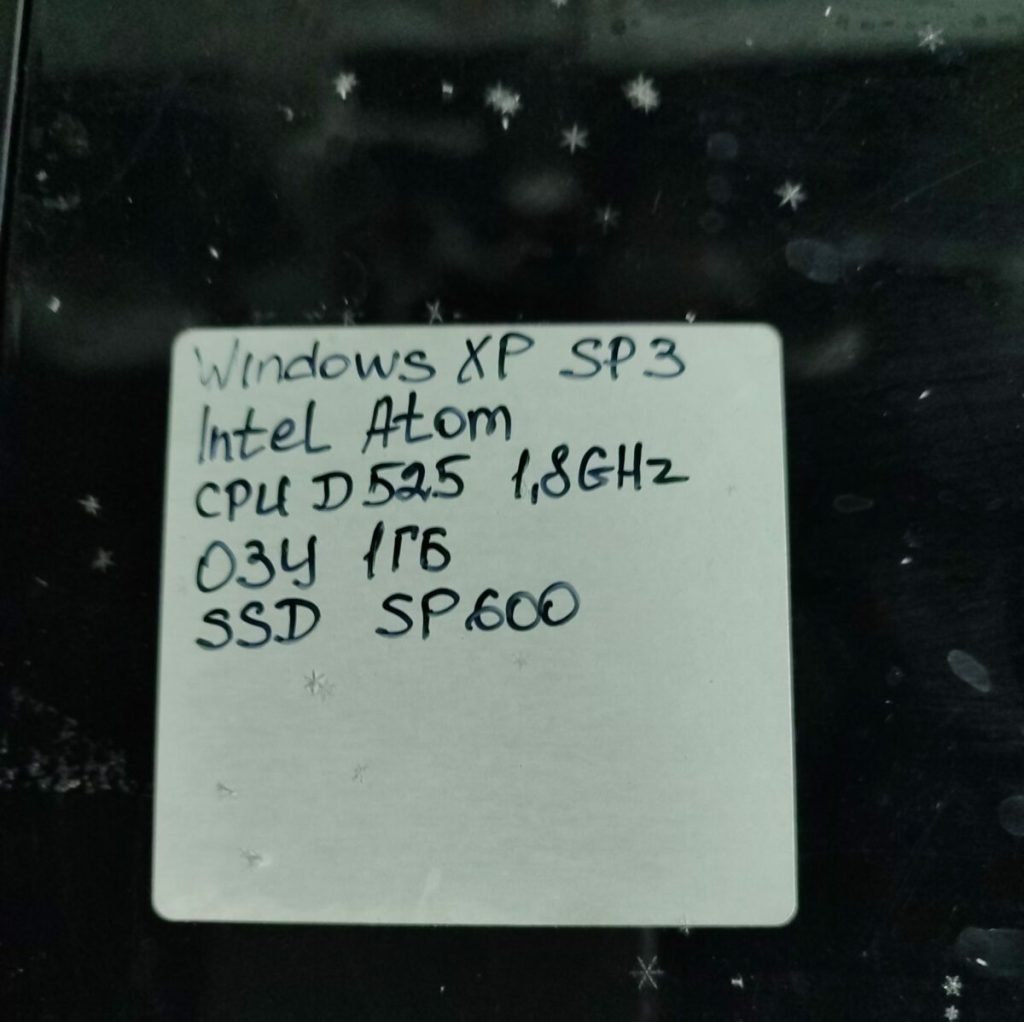 Windows XP SP3
Intel Atom
CPU D525 1,8GHz
ОЗУ 1ГБ
SSD SP600